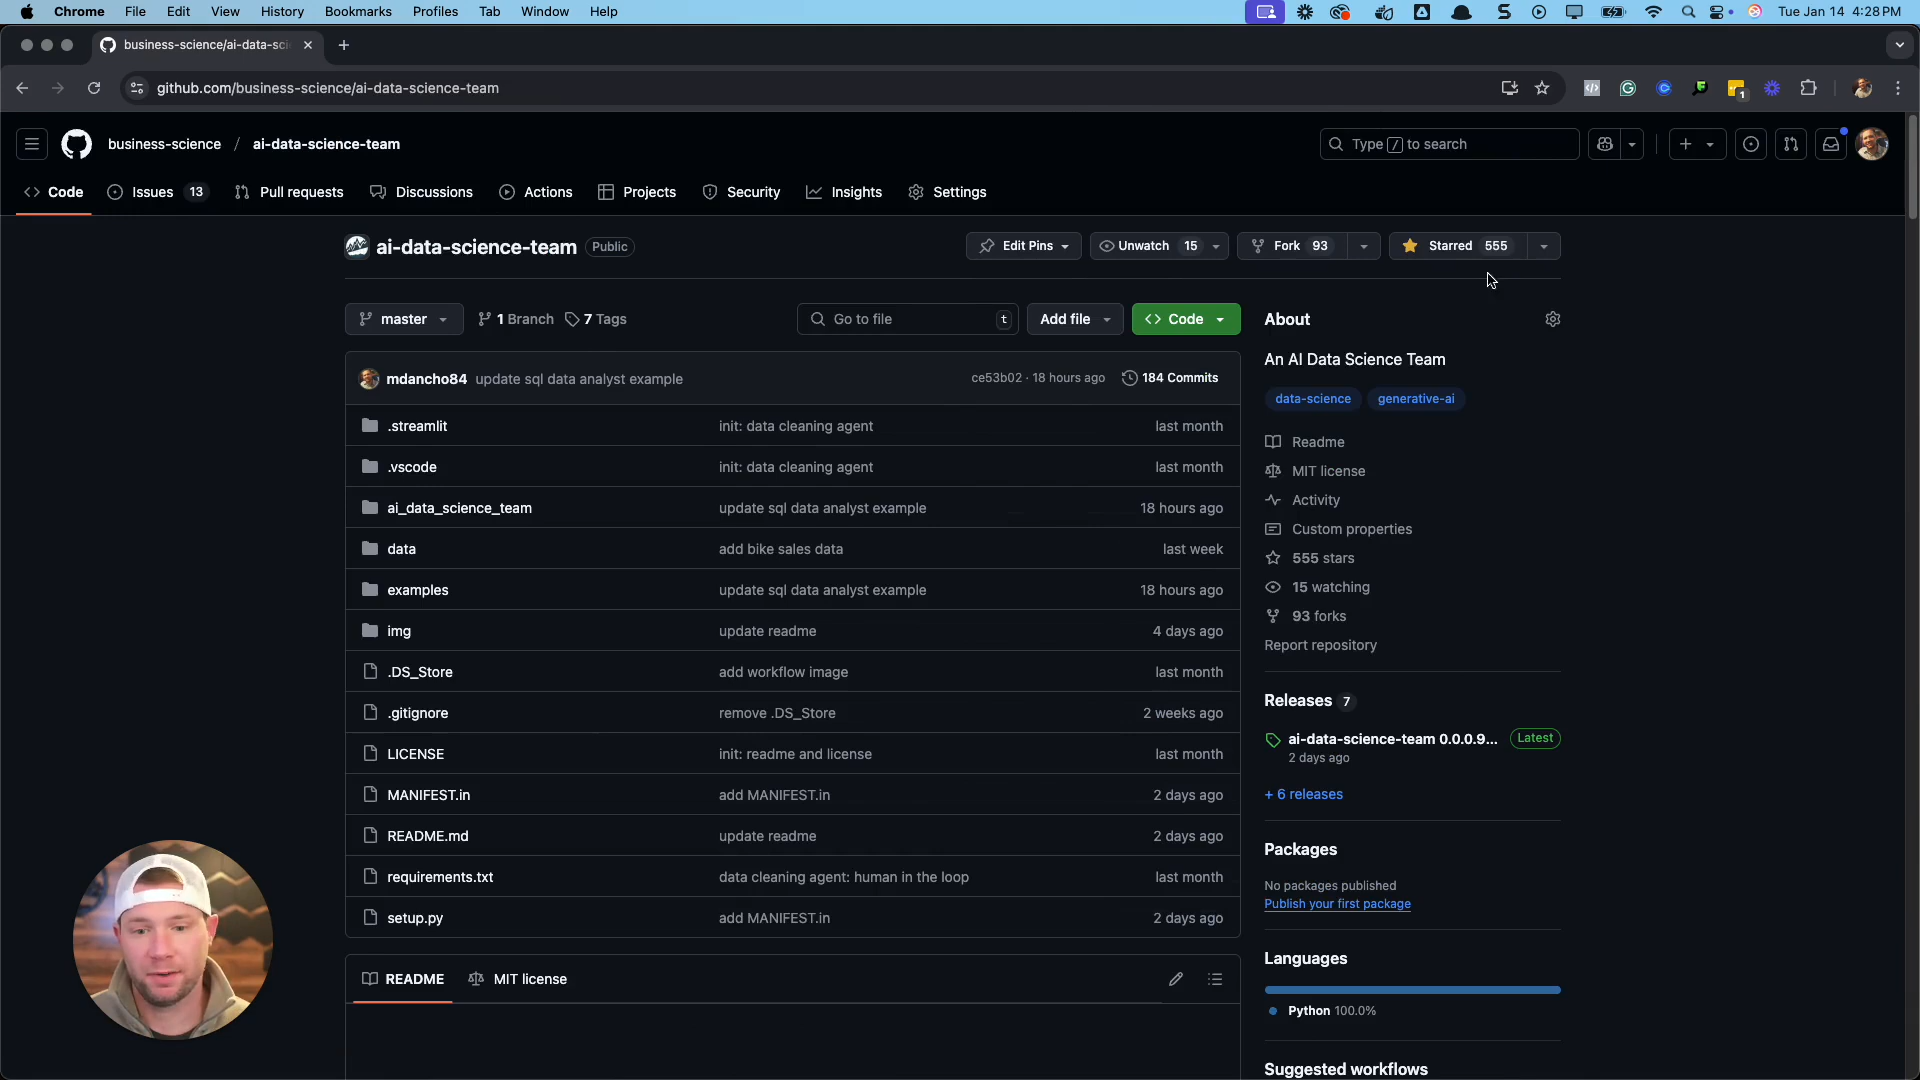 Chrome File Edit View History Bookmarks Profiles Tab Window Help Tue Jan 14 4:28 PM
business-science/ai-data-sci
github.com/business-science/ai-data-science-team 1
business-science / ai-data-science-team Type / to search
Code Issues 13 Pull requests Discussions Actions Projects Security Insights Settings
ai-data-science-team Public Edit Pins Unwatch 15 Fork 93 Starred 555
master 1 Branch 7 Tags Go to file t Add file Code
About
An AI Data Science Team
mdancho84 update sql data analyst example ce53b02 · 18 hours ago 184 Commits
data-science generative-ai
.streamlit init: data cleaning agent last month
Readme
.vscode init: data cleaning agent last month
MIT license
ai_data_science_team update sql data analyst example 18 hours ago
Activity
Custom properties
data add bike sales data last week
555 stars
examples update sql data analyst example 18 hours ago
15 watching
93 forks
img update readme 4 days ago
Report repository
.DS_Store add workflow image last month
Releases 7
.gitignore remove .DS_Store 2 weeks ago
ai-data-science-team 0.0.0.9... Latest
2 days ago
LICENSE init: readme and license last month
MANIFEST.in add MANIFEST.in 2 days ago
+ 6 releases
README.md update readme 2 days ago
Packages
requirements.txt data cleaning agent: human in the loop last month
No packages published
Publish your first package
setup.py add MANIFEST.in 2 days ago
Languages
README MIT license
Python 100.0%
Suggested workflows